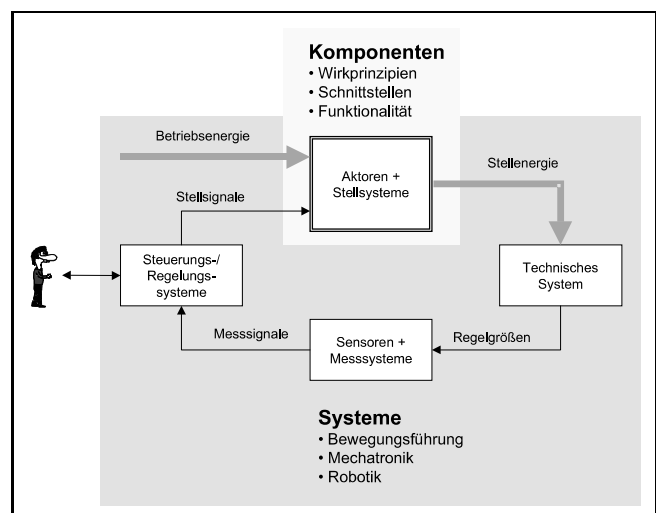 Komponenten
• Wirkprinzipien
• Schnittstellen
• Funktionalität
Betriebsenergie
Aktoren +
Stellsysteme
Stellenergie
Stellsignale
Steuerungs-/
Regelungs-
systeme
Technisches
System
Messsignale
Sensoren +
Messsysteme
Regelgrößen
Systeme
• Bewegungsführung
• Mechatronik
• Robotik